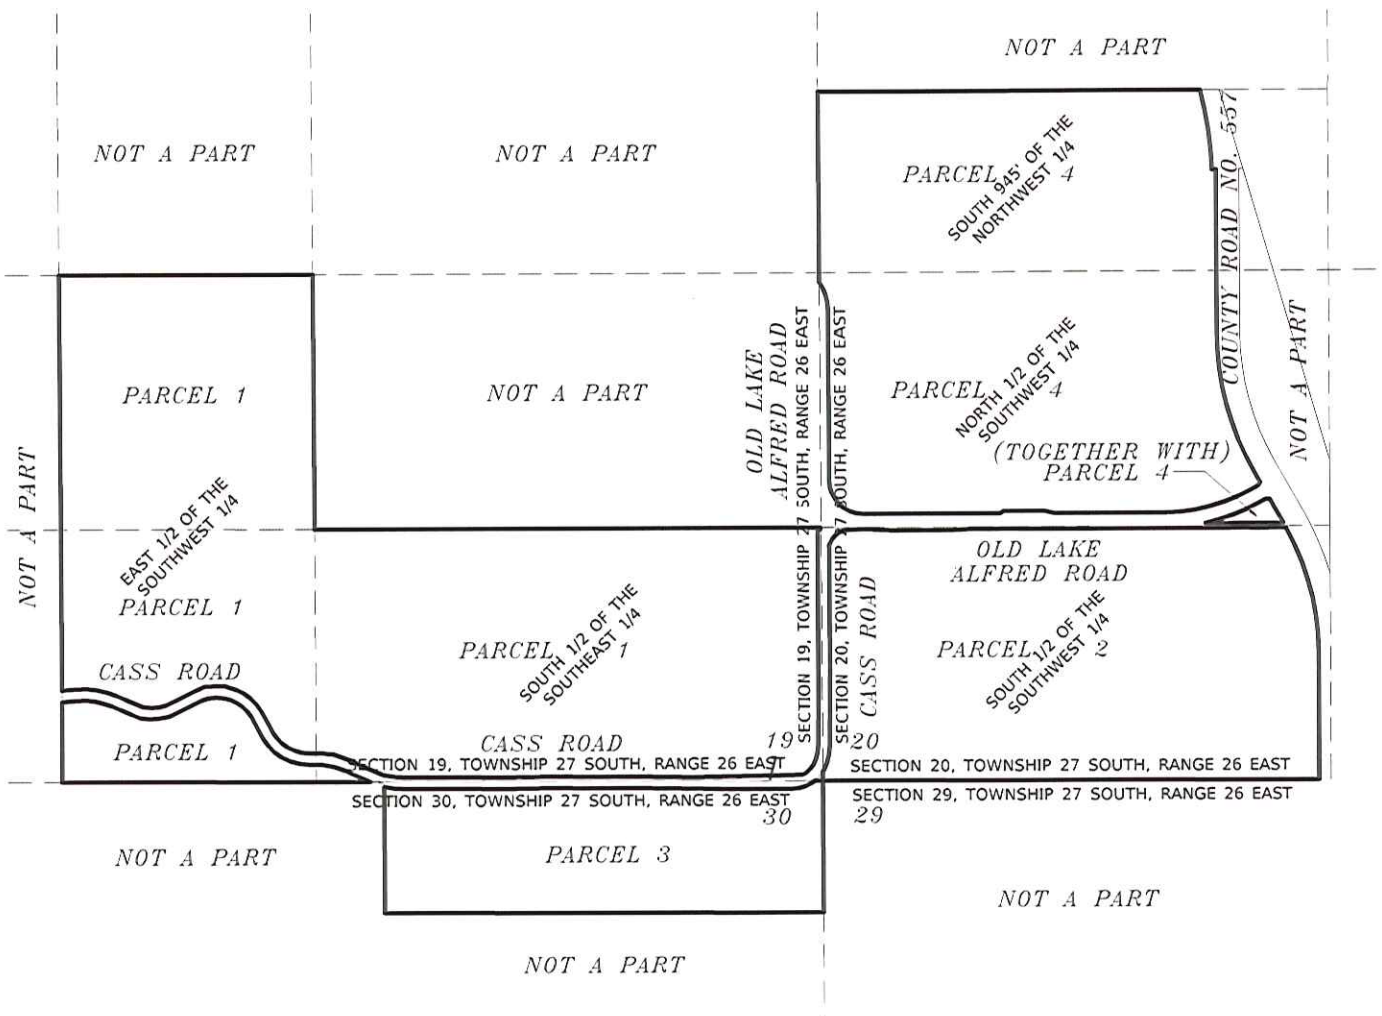 NOT A PART
NOT A PART
NOT A PART
PARCEL 4
SOUTH 945' OF THE
NORTHWEST 1/4
COUNTY ROAD NO. 557
NOT A PART
PARCEL 1
NOT A PART
OLD LAKE
ALFRED ROAD
SECTION 19, TOWNSHIP 27 SOUTH, RANGE 26 EAST
SECTION 20, TOWNSHIP 27 SOUTH, RANGE 26 EAST
PARCEL 4
NORTH 1/2 OF THE
SOUTHWEST 1/4
(TOGETHER WITH)
PARCEL 4
NOT A PART
EAST 1/2 OF THE
SOUTHWEST 1/4
PARCEL 1
OLD LAKE
ALFRED ROAD
CASS ROAD
PARCEL 1
SOUTH 1/2 OF THE
SOUTHEAST 1/4
PARCEL 2
SOUTH 1/2 OF THE
SOUTHWEST 1/4
CASS ROAD
PARCEL 1
CASS ROAD
19
20
SECTION 19, TOWNSHIP 27 SOUTH, RANGE 26 EAST
SECTION 20, TOWNSHIP 27 SOUTH, RANGE 26 EAST
SECTION 30, TOWNSHIP 27 SOUTH, RANGE 26 EAST
SECTION 29, TOWNSHIP 27 SOUTH, RANGE 26 EAST
30
29
NOT A PART
PARCEL 3
NOT A PART
NOT A PART